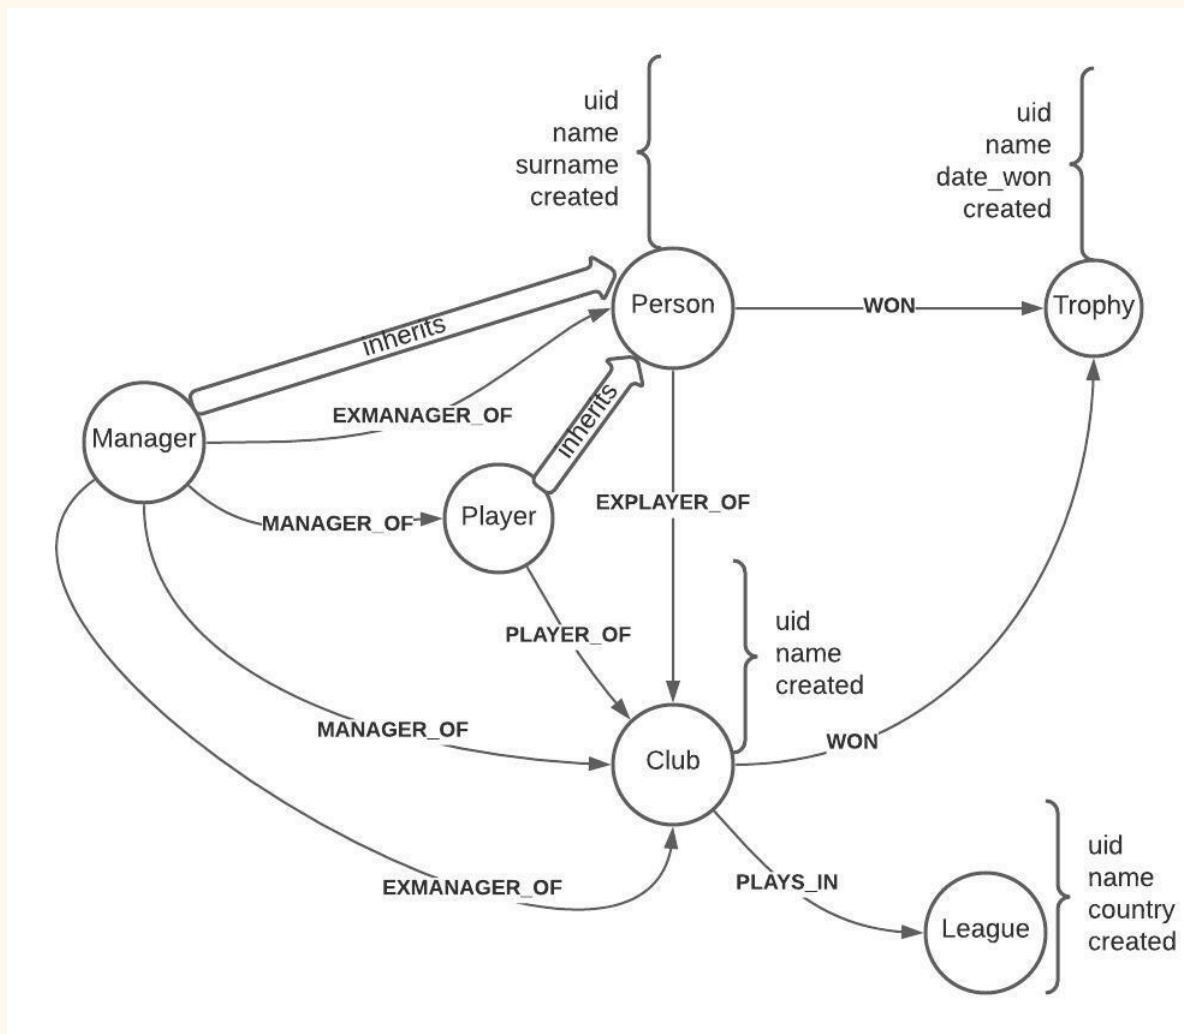 uid
name
surname
created
uid
name
date_won
created
Person
WON
Trophy
inherits
EXMANAGER_OF
inherits
Manager
MANAGER_OF
Player
EXPLAYER_OF
PLAYER_OF
uid
name
created
MANAGER_OF
Club
WON
EXMANAGER_OF
PLAYS_IN
League
uid
name
country
created